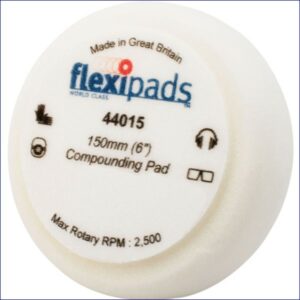 Made in Great Britain
flexipads
WORLD CLASS
44015
150mm (6")
Compounding Pad
Max Rotary RPM : 2,500